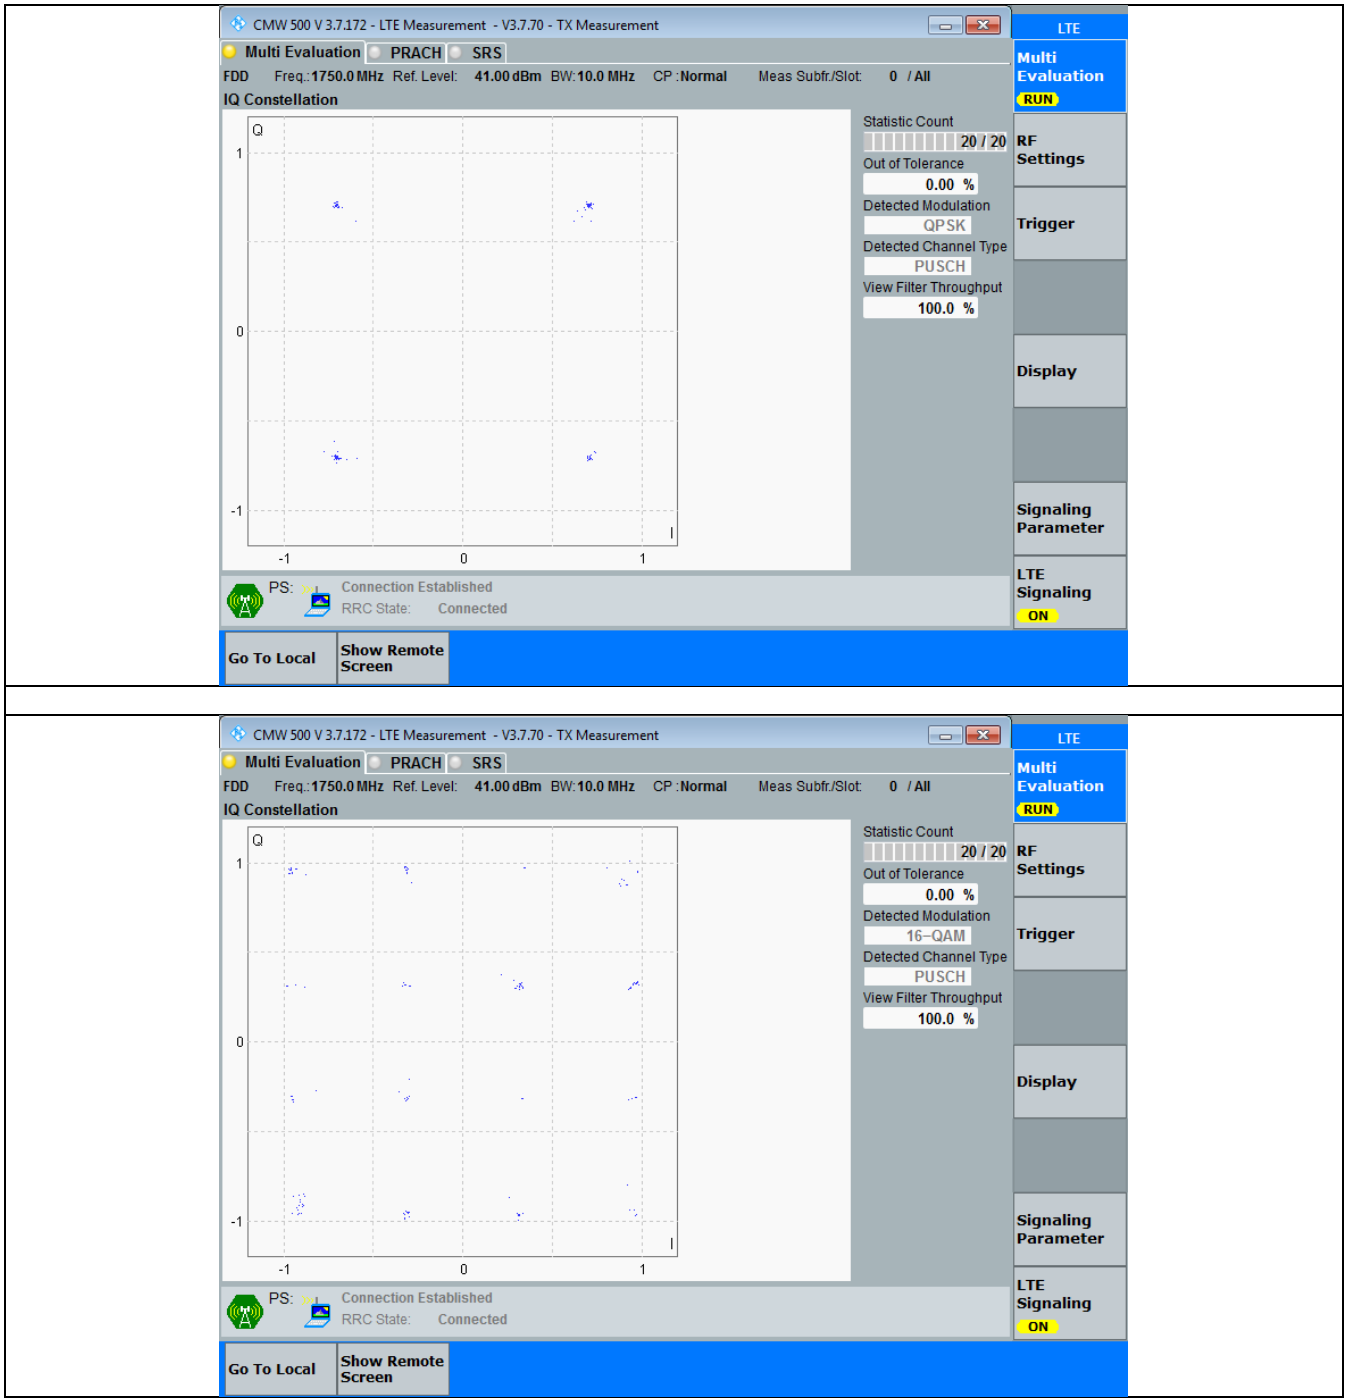 CMW 500 V 3.7.172 - LTE Measurement - V3.7.70 - TX Measurement
LTE
Multi Evaluation PRACH SRS
FDD Freq.:1750.0 MHz Ref. Level: 41.00 dBm BW:10.0 MHz CP :Normal Meas Subfr./Slot: 0 / All
IQ Constellation
Q
1
0
-1
I
-1 0 1
Statistic Count
20 / 20
Out of Tolerance
0.00 %
Detected Modulation
QPSK
Detected Channel Type
PUSCH
View Filter Throughput
100.0 %
Multi
Evaluation
RUN
RF
Settings
Trigger
Display
Signaling
Parameter
LTE
Signaling
ON
PS: Connection Established
RRC State: Connected
Go To Local
Show Remote
Screen
CMW 500 V 3.7.172 - LTE Measurement - V3.7.70 - TX Measurement
LTE
Multi Evaluation PRACH SRS
FDD Freq.:1750.0 MHz Ref. Level: 41.00 dBm BW:10.0 MHz CP :Normal Meas Subfr./Slot: 0 / All
IQ Constellation
Q
1
0
-1
I
-1 0 1
Statistic Count
20 / 20
Out of Tolerance
0.00 %
Detected Modulation
16-QAM
Detected Channel Type
PUSCH
View Filter Throughput
100.0 %
Multi
Evaluation
RUN
RF
Settings
Trigger
Display
Signaling
Parameter
LTE
Signaling
ON
PS: Connection Established
RRC State: Connected
Go To Local
Show Remote
Screen